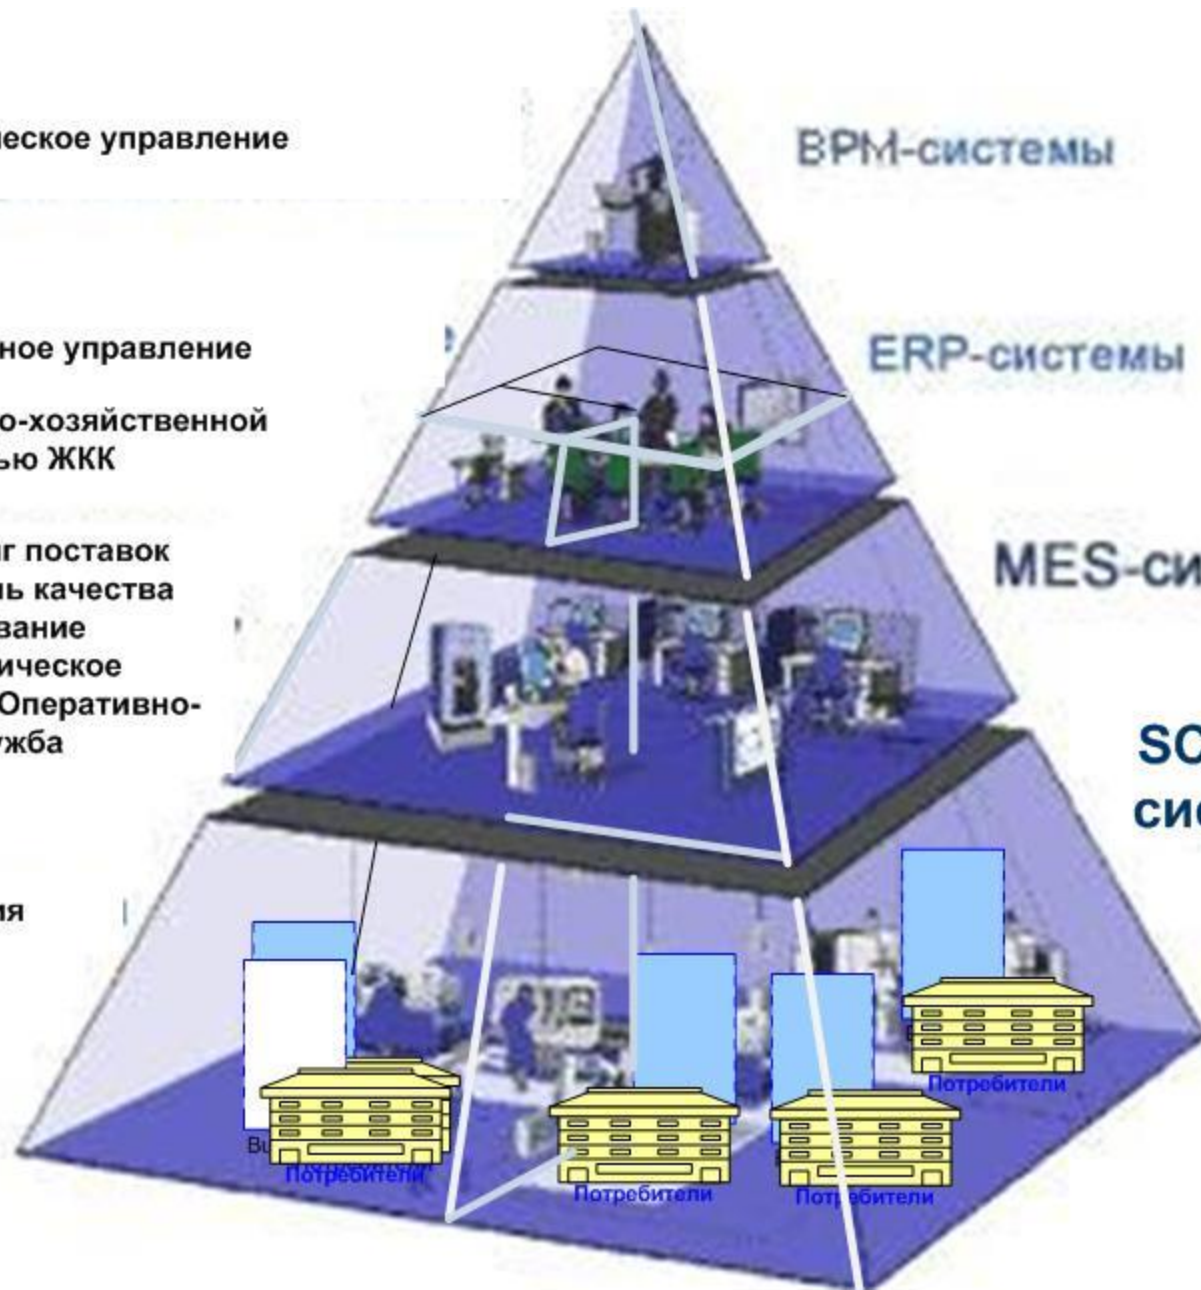 еское управление
BPM-системы
ное управление
ERP-системы
о-хозяйственной
ью ЖКК
г поставок
ь качества
MES-си
вание
ическое
Оперативно-
ужба
SC
сис
ия
Потребители
Потребители
Потребители
Потребители